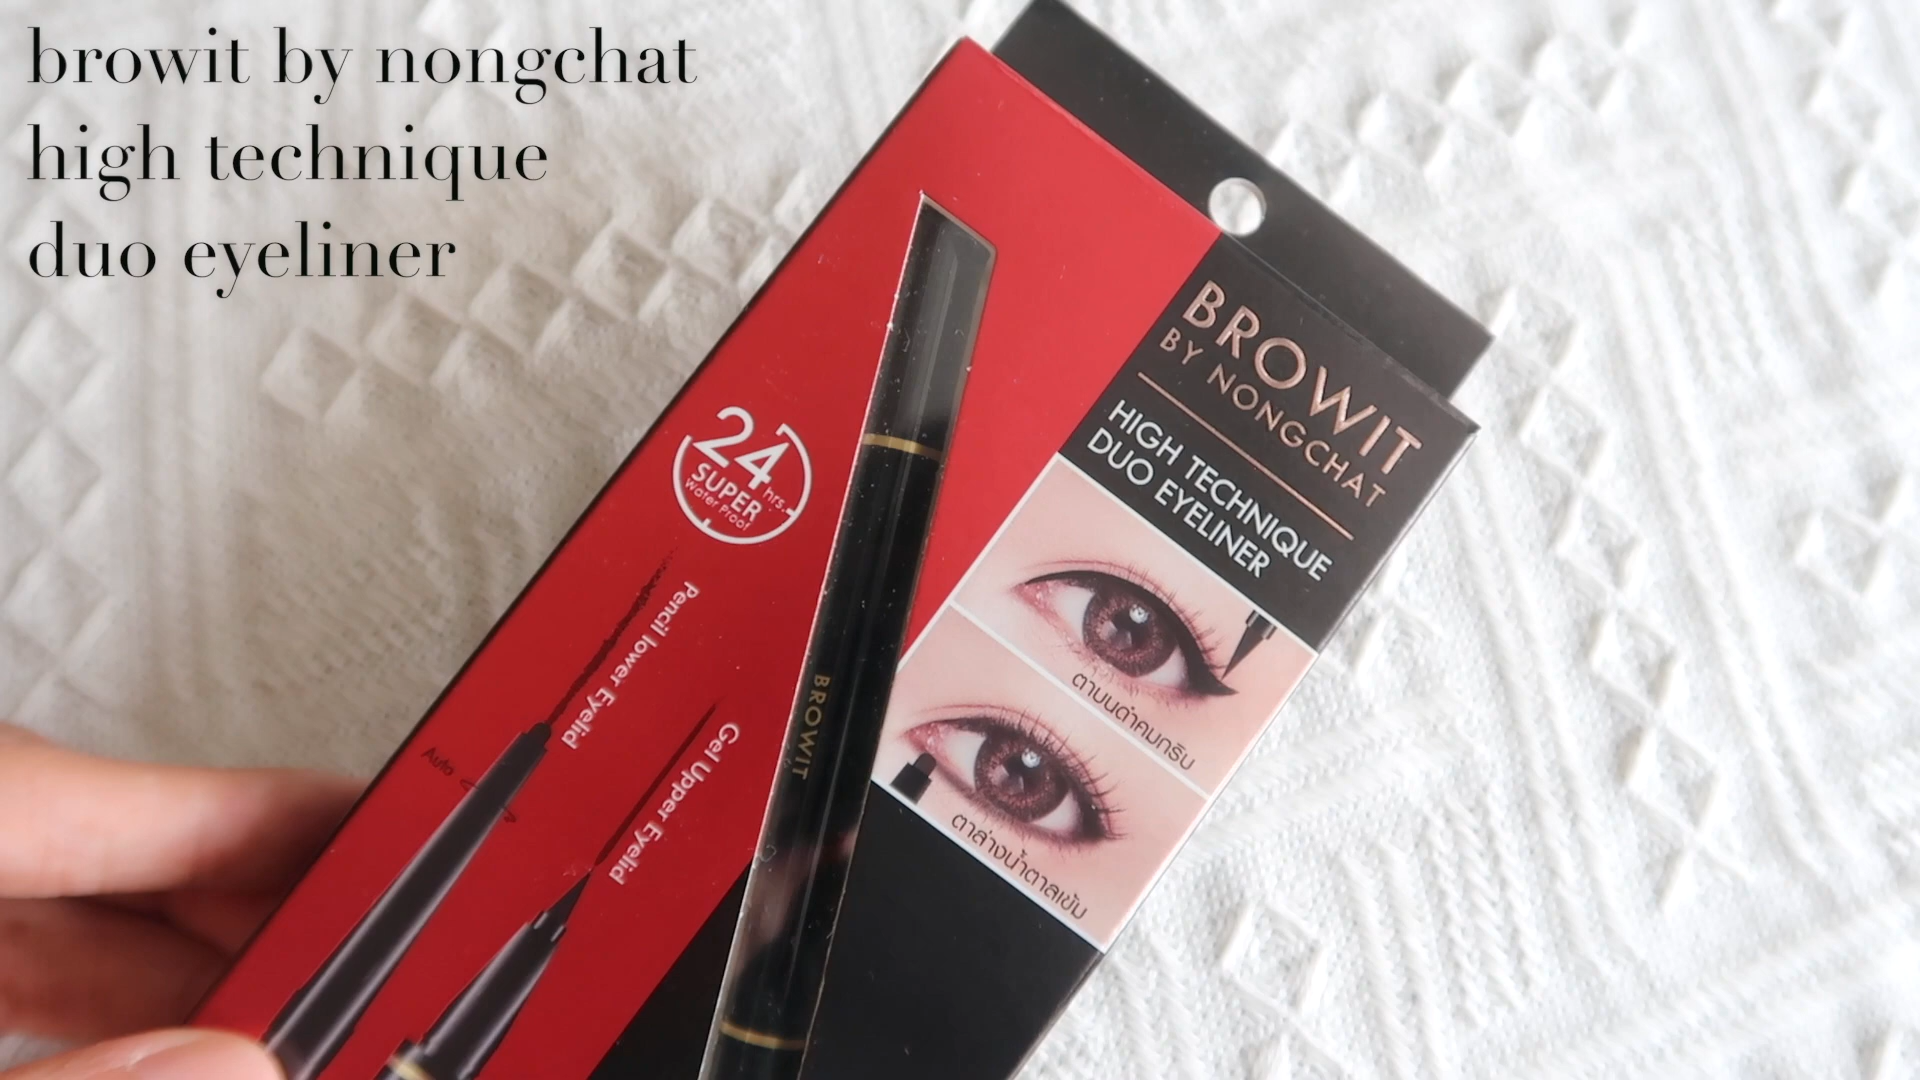 browit by nongchat
high technique
duo eyeliner
BROWIT
BY NONGCHAT
HIGH TECHNIQUE
DUO EYELINER
ตาบนดำคมกริบ
ตาล่างน้ำตาลเข้ม
24 hrs.
SUPER
Water Proof
Pencil lower Eyelid
Auto
Gel Upper Eyelid
BROWIT